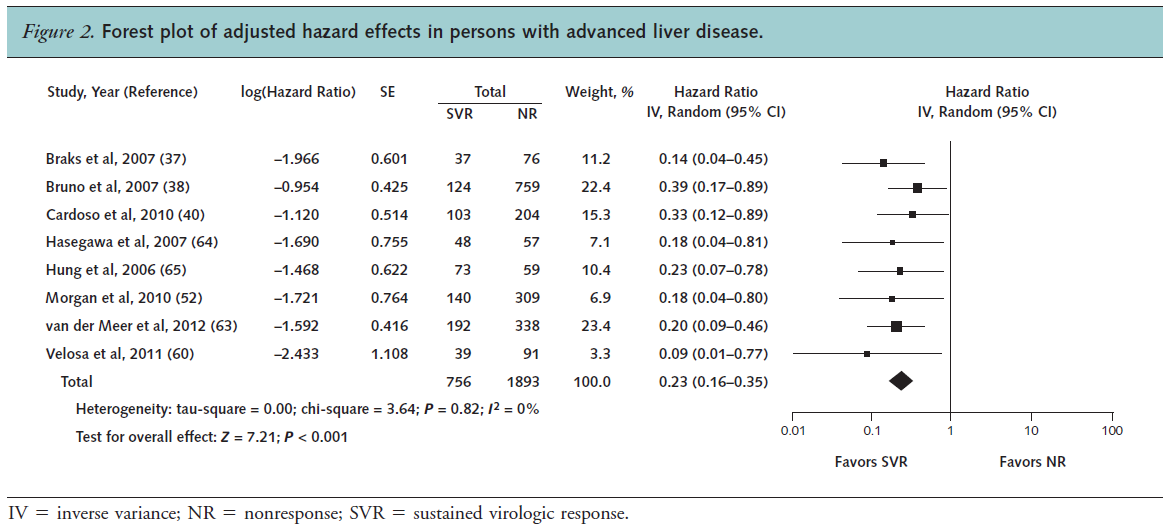 Figure 2. Forest plot of adjusted hazard effects in persons with advanced liver disease.
Study, Year (Reference) log(Hazard Ratio) SE Total Weight, % Hazard Ratio Hazard Ratio
SVR NR IV, Random (95% CI) IV, Random (95% CI)
Braks et al, 2007 (37) –1.966 0.601 37 76 11.2 0.14 (0.04–0.45)
Bruno et al, 2007 (38) –0.954 0.425 124 759 22.4 0.39 (0.17–0.89)
Cardoso et al, 2010 (40) –1.120 0.514 103 204 15.3 0.33 (0.12–0.89)
Hasegawa et al, 2007 (64) –1.690 0.755 48 57 7.1 0.18 (0.04–0.81)
Hung et al, 2006 (65) –1.468 0.622 73 59 10.4 0.23 (0.07–0.78)
Morgan et al, 2010 (52) –1.721 0.764 140 309 6.9 0.18 (0.04–0.80)
van der Meer et al, 2012 (63) –1.592 0.416 192 338 23.4 0.20 (0.09–0.46)
Velosa et al, 2011 (60) –2.433 1.108 39 91 3.3 0.09 (0.01–0.77)
Total 756 1893 100.0 0.23 (0.16–0.35)
Heterogeneity: tau-square = 0.00; chi-square = 3.64; P = 0.82; I² = 0%
Test for overall effect: Z = 7.21; P < 0.001
0.01 0.1 1 10 100
Favors SVR Favors NR
IV = inverse variance; NR = nonresponse; SVR = sustained virologic response.